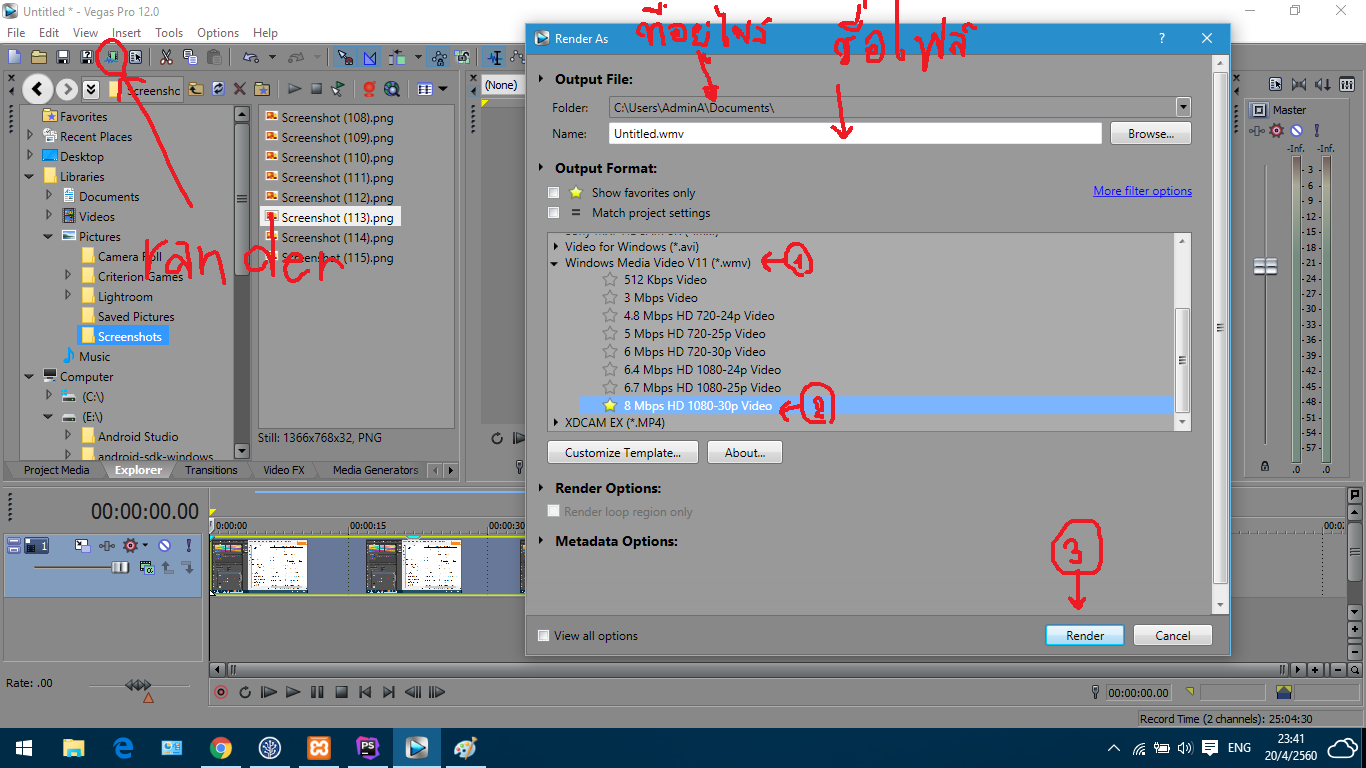 Untitled * - Vegas Pro 12.0
File Edit View Insert Tools Options Help
Screenshc
Favorites
Recent Places
Desktop
Libraries
Documents
Videos
Pictures
Camera Roll
Criterion Games
Lightroom
Saved Pictures
Screenshots
Music
Computer
(C:\)
(E:\)
Android Studio
android-sdk-windows
Screenshot (108).png
Screenshot (109).png
Screenshot (110).png
Screenshot (111).png
Screenshot (112).png
Screenshot (113).png
Screenshot (114).png
Screenshot (115).png
Still: 1366x768x32, PNG
ran der
Project Media Explorer Transitions Video FX Media Generators
(None)
ที่อยู่ไฟร์ ชื่อไฟล์
Render As
Output File:
Folder: C:\Users\AdminA\Documents\
Name: Untitled.wmv Browse...
Output Format:
Show favorites only More filter options
= Match project settings
Video for Windows (*.avi)
Windows Media Video V11 (*.wmv) 1
512 Kbps Video
3 Mbps Video
4.8 Mbps HD 720-24p Video
5 Mbps HD 720-25p Video
6 Mbps HD 720-30p Video
6.4 Mbps HD 1080-24p Video
6.7 Mbps HD 1080-25p Video
8 Mbps HD 1080-30p Video 2
XDCAM EX (*.MP4)
Customize Template... About...
Render Options:
Render loop region only
Metadata Options:
3
View all options Render Cancel
Master
-Inf. -Inf.
- 3 -
- 6 -
- 9 -
- 12 -
- 15 -
- 18 -
- 21 -
- 24 -
- 27 -
- 30 -
- 33 -
- 36 -
- 39 -
- 42 -
- 45 -
- 48 -
- 51 -
- 54 -
- 57 -
.0 .0
00:00:00.00
0:00:00 00:00:15 00:00:30
1
Rate: .00
00:00:00.00
Record Time (2 channels): 25:04:30
ENG
23:41
20/4/2560